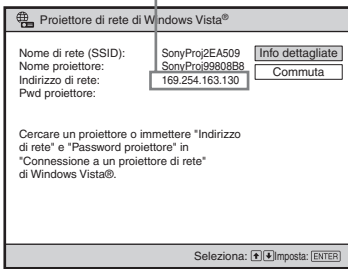 Proiettore di rete di Windows Vista®
Nome di rete (SSID): SonyProj2EA509 Info dettagliate
Nome proiettore: SonyProj99808B8 Commuta
Indirizzo di rete: 169.254.163.130
Pwd proiettore:
Cercare un proiettore o immettere "Indirizzo
di rete" e "Password proiettore" in
"Connessione a un proiettore di rete"
di Windows Vista®.
Seleziona: Imposta: ENTER